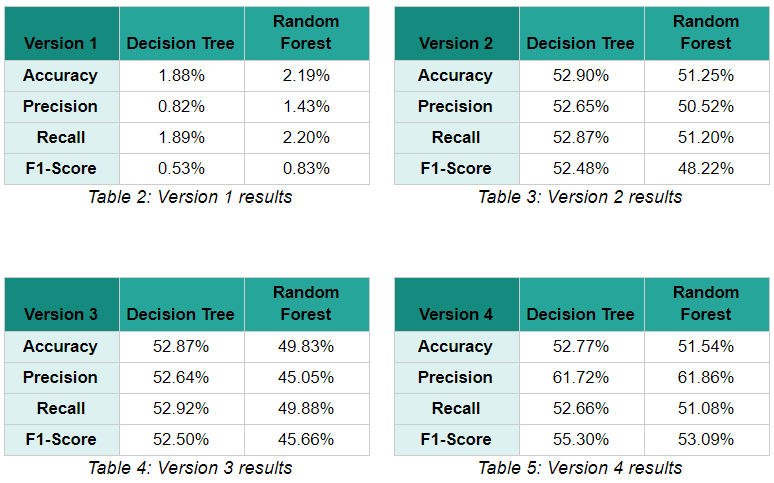 Version 1 Decision Tree Random Forest
Accuracy 1.88% 2.19%
Precision 0.82% 1.43%
Recall 1.89% 2.20%
F1-Score 0.53% 0.83%
Table 2: Version 1 results
Version 2 Decision Tree Random Forest
Accuracy 52.90% 51.25%
Precision 52.65% 50.52%
Recall 52.87% 51.20%
F1-Score 52.48% 48.22%
Table 3: Version 2 results
Version 3 Decision Tree Random Forest
Accuracy 52.87% 49.83%
Precision 52.64% 45.05%
Recall 52.92% 49.88%
F1-Score 52.50% 45.66%
Table 4: Version 3 results
Version 4 Decision Tree Random Forest
Accuracy 52.77% 51.54%
Precision 61.72% 61.86%
Recall 52.66% 51.08%
F1-Score 55.30% 53.09%
Table 5: Version 4 results